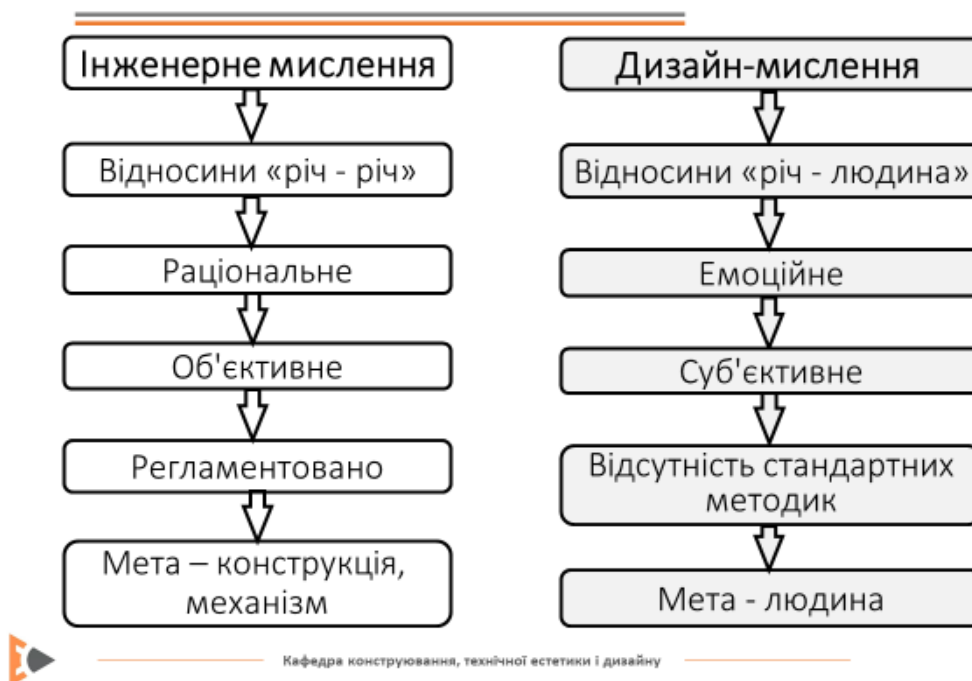 Інженерне мислення
Відносини «річ - річ»
Раціональне
Об'єктивне
Регламентовано
Мета – конструкція,
механізм
Дизайн-мислення
Відносини «річ - людина»
Емоційне
Суб'єктивне
Відсутність стандартних
методик
Мета - людина
Кафедра конструювання, технічної естетики і дизайну